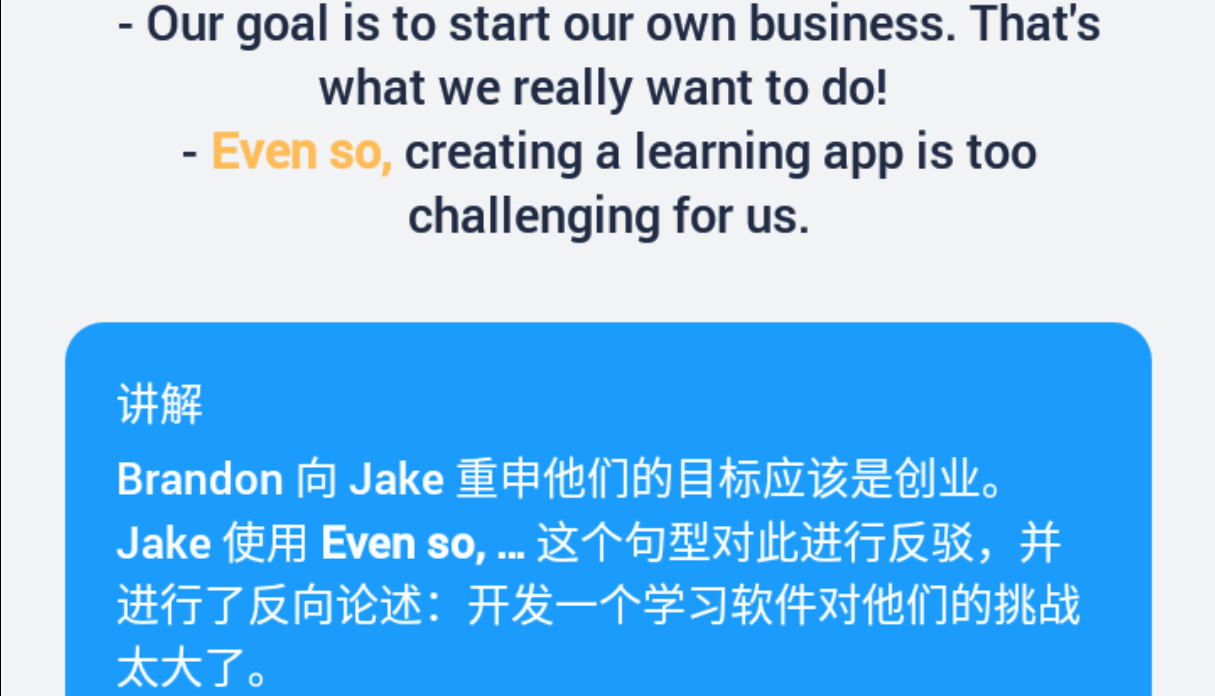 - Our goal is to start our own business. That's
what we really want to do!
- Even so, creating a learning app is too
challenging for us.
讲解
Brandon 向 Jake 重申他们的目标应该是创业。
Jake 使用 Even so, ... 这个句型对此进行反驳，并
进行了反向论述：开发一个学习软件对他们的挑战
太大了。